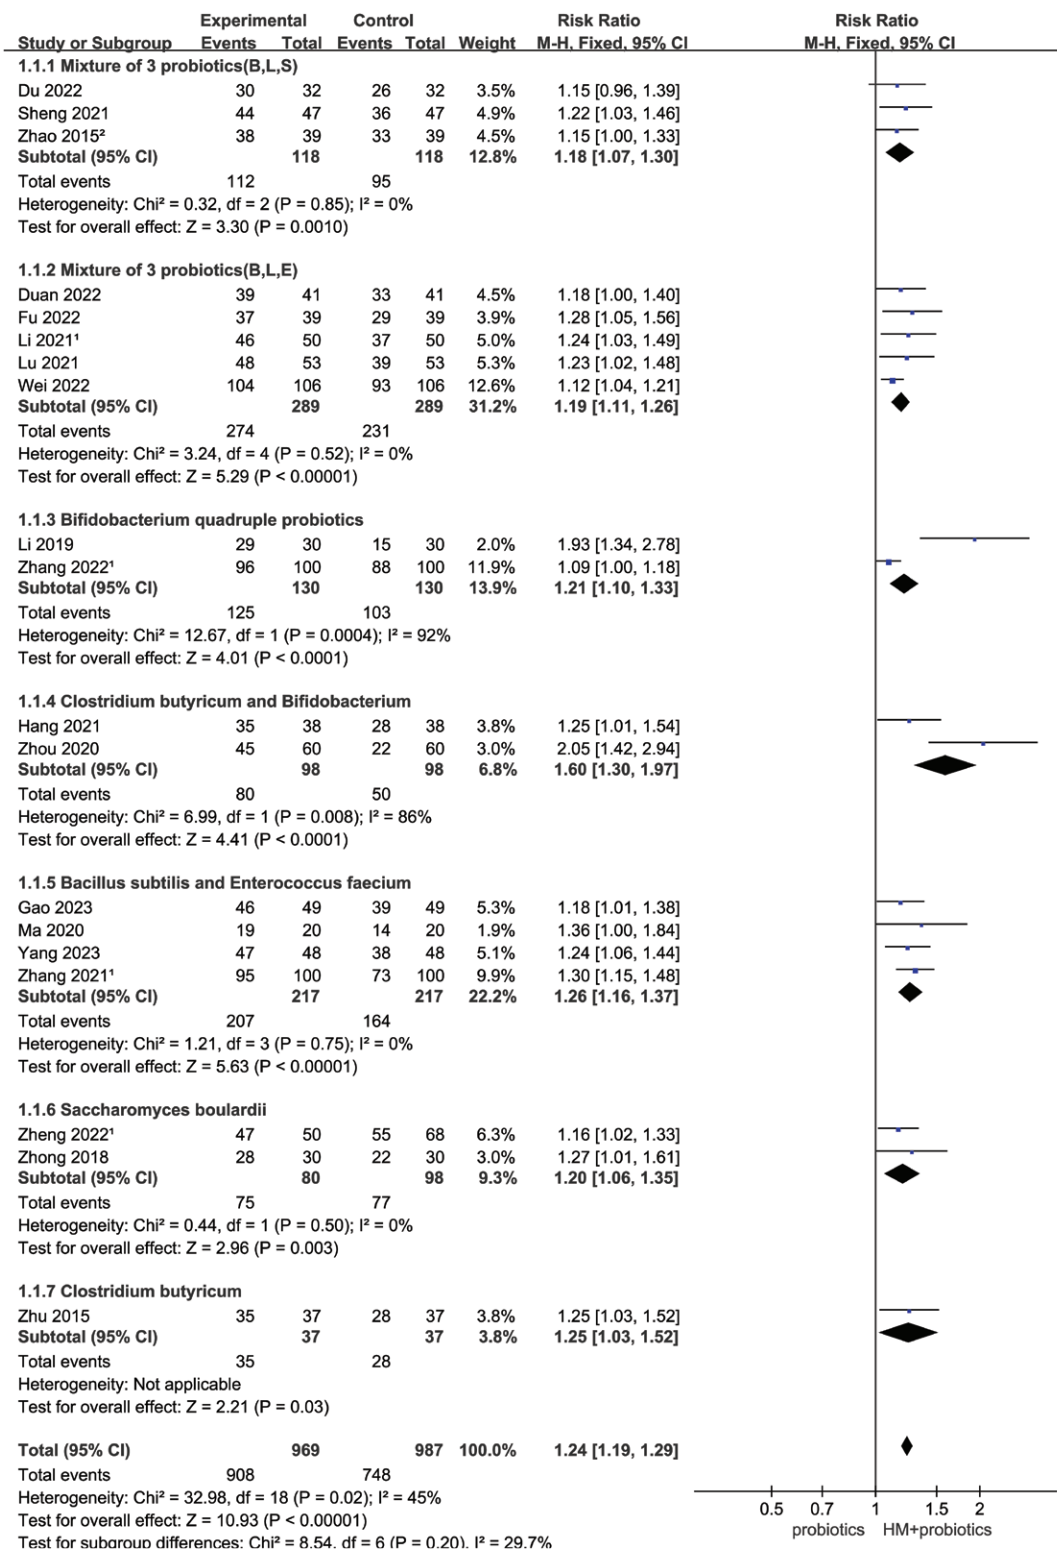 Experimental Control Risk Ratio Risk Ratio
Study or Subgroup Events Total Events Total Weight M-H, Fixed, 95% CI M-H, Fixed, 95% CI
1.1.1 Mixture of 3 probiotics(B,L,S)
Du 2022 30 32 26 32 3.5% 1.15 [0.96, 1.39]
Sheng 2021 44 47 36 47 4.9% 1.22 [1.03, 1.46]
Zhao 2015² 38 39 33 39 4.5% 1.15 [1.00, 1.33]
Subtotal (95% CI) 118 118 12.8% 1.18 [1.07, 1.30]
Total events 112 95
Heterogeneity: Chi² = 0.32, df = 2 (P = 0.85); I² = 0%
Test for overall effect: Z = 3.30 (P = 0.0010)
1.1.2 Mixture of 3 probiotics(B,L,E)
Duan 2022 39 41 33 41 4.5% 1.18 [1.00, 1.40]
Fu 2022 37 39 29 39 3.9% 1.28 [1.05, 1.56]
Li 2021¹ 46 50 37 50 5.0% 1.24 [1.03, 1.49]
Lu 2021 48 53 39 53 5.3% 1.23 [1.02, 1.48]
Wei 2022 104 106 93 106 12.6% 1.12 [1.04, 1.21]
Subtotal (95% CI) 289 289 31.2% 1.19 [1.11, 1.26]
Total events 274 231
Heterogeneity: Chi² = 3.24, df = 4 (P = 0.52); I² = 0%
Test for overall effect: Z = 5.29 (P < 0.00001)
1.1.3 Bifidobacterium quadruple probiotics
Li 2019 29 30 15 30 2.0% 1.93 [1.34, 2.78]
Zhang 2022¹ 96 100 88 100 11.9% 1.09 [1.00, 1.18]
Subtotal (95% CI) 130 130 13.9% 1.21 [1.10, 1.33]
Total events 125 103
Heterogeneity: Chi² = 12.67, df = 1 (P = 0.0004); I² = 92%
Test for overall effect: Z = 4.01 (P < 0.0001)
1.1.4 Clostridium butyricum and Bifidobacterium
Hang 2021 35 38 28 38 3.8% 1.25 [1.01, 1.54]
Zhou 2020 45 60 22 60 3.0% 2.05 [1.42, 2.94]
Subtotal (95% CI) 98 98 6.8% 1.60 [1.30, 1.97]
Total events 80 50
Heterogeneity: Chi² = 6.99, df = 1 (P = 0.008); I² = 86%
Test for overall effect: Z = 4.41 (P < 0.0001)
1.1.5 Bacillus subtilis and Enterococcus faecium
Gao 2023 46 49 39 49 5.3% 1.18 [1.01, 1.38]
Ma 2020 19 20 14 20 1.9% 1.36 [1.00, 1.84]
Yang 2023 47 48 38 48 5.1% 1.24 [1.06, 1.44]
Zhang 2021¹ 95 100 73 100 9.9% 1.30 [1.15, 1.48]
Subtotal (95% CI) 217 217 22.2% 1.26 [1.16, 1.37]
Total events 207 164
Heterogeneity: Chi² = 1.21, df = 3 (P = 0.75); I² = 0%
Test for overall effect: Z = 5.63 (P < 0.00001)
1.1.6 Saccharomyces boulardii
Zheng 2022¹ 47 50 55 68 6.3% 1.16 [1.02, 1.33]
Zhong 2018 28 30 22 30 3.0% 1.27 [1.01, 1.61]
Subtotal (95% CI) 80 98 9.3% 1.20 [1.06, 1.35]
Total events 75 77
Heterogeneity: Chi² = 0.44, df = 1 (P = 0.50); I² = 0%
Test for overall effect: Z = 2.96 (P = 0.003)
1.1.7 Clostridium butyricum
Zhu 2015 35 37 28 37 3.8% 1.25 [1.03, 1.52]
Subtotal (95% CI) 37 37 3.8% 1.25 [1.03, 1.52]
Total events 35 28
Heterogeneity: Not applicable
Test for overall effect: Z = 2.21 (P = 0.03)
Total (95% CI) 969 987 100.0% 1.24 [1.19, 1.29]
Total events 908 748
Heterogeneity: Chi² = 32.98, df = 18 (P = 0.02); I² = 45%
Test for overall effect: Z = 10.93 (P < 0.00001)
Test for subgroup differences: Chi² = 8.54, df = 6 (P = 0.20), I² = 29.7%
0.5 0.7 1 1.5 2
probiotics HM+probiotics